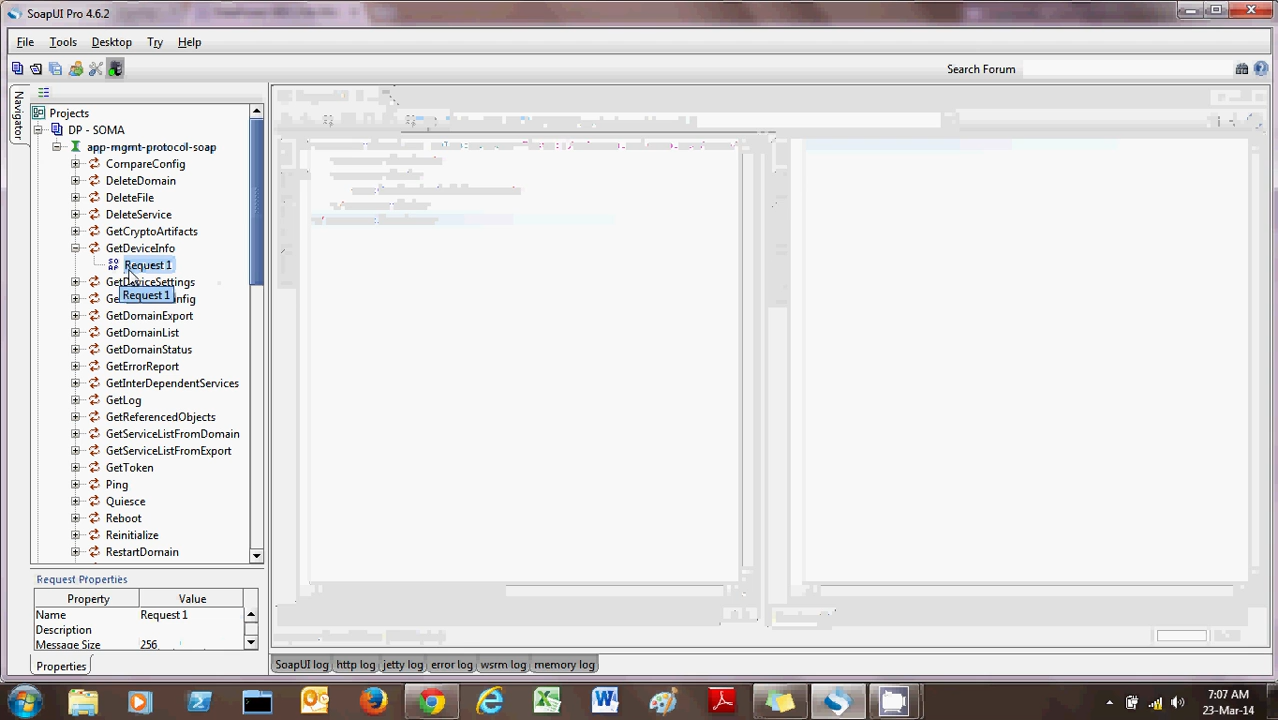 SoapUI Pro 4.6.2
File Tools Desktop Try Help
Search Forum
Navigator
Projects
DP - SOMA
app-mgmt-protocol-soap
CompareConfig
DeleteDomain
DeleteFile
DeleteService
GetCryptoArtifacts
GetDeviceInfo
Request 1
GetDeviceSettings
Request 1
GetDomainExport
GetDomainList
GetDomainStatus
GetErrorReport
GetInterDependentServices
GetLog
GetReferencedObjects
GetServiceListFromDomain
GetServiceListFromExport
GetToken
Ping
Quiesce
Reboot
Reinitialize
RestartDomain
Request Properties
Property Value
Name Request 1
Description
Message Size 256
Properties
SoapUI log http log jetty log error log wsrm log memory log
7:07 AM
23-Mar-14